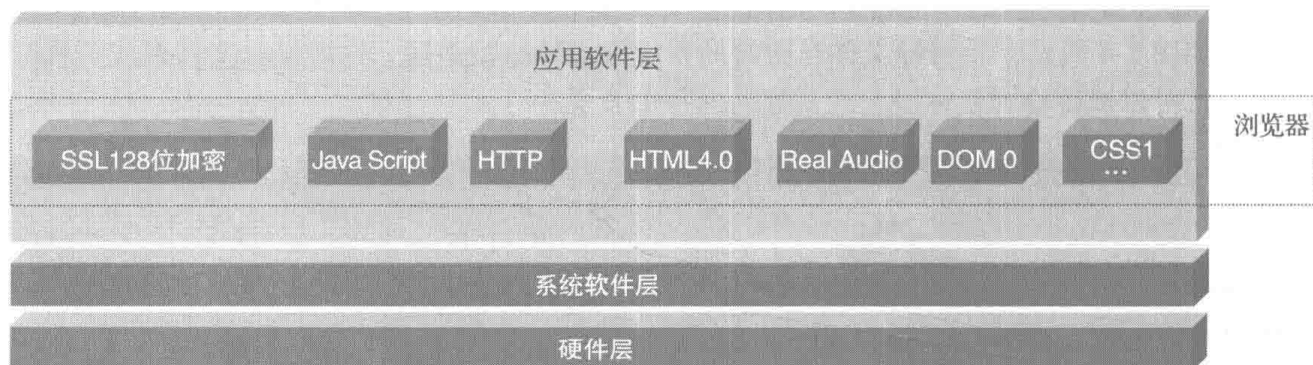 应用软件层
浏览器
SSL128位加密
Java Script
HTTP
HTML4.0
Real Audio
DOM 0
CSS1
...
系统软件层
硬件层